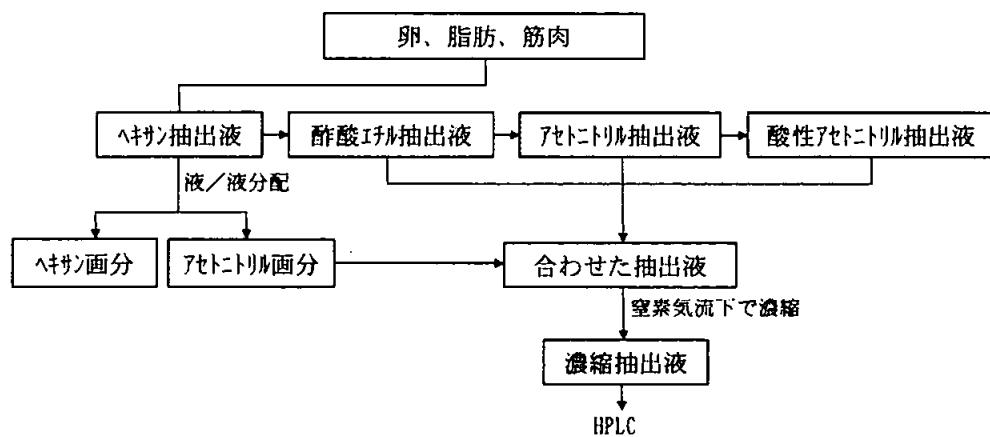 卵、脂肪、筋肉
ﾍｷｻﾝ抽出液
酢酸ｴﾁﾙ抽出液
ｱｾﾄﾆﾄﾘﾙ抽出液
酸性ｱｾﾄﾆﾄﾘﾙ抽出液
液／液分配
ﾍｷｻﾝ画分
ｱｾﾄﾆﾄﾘﾙ画分
合わせた抽出液
窒素気流下で濃縮
濃縮抽出液
HPLC